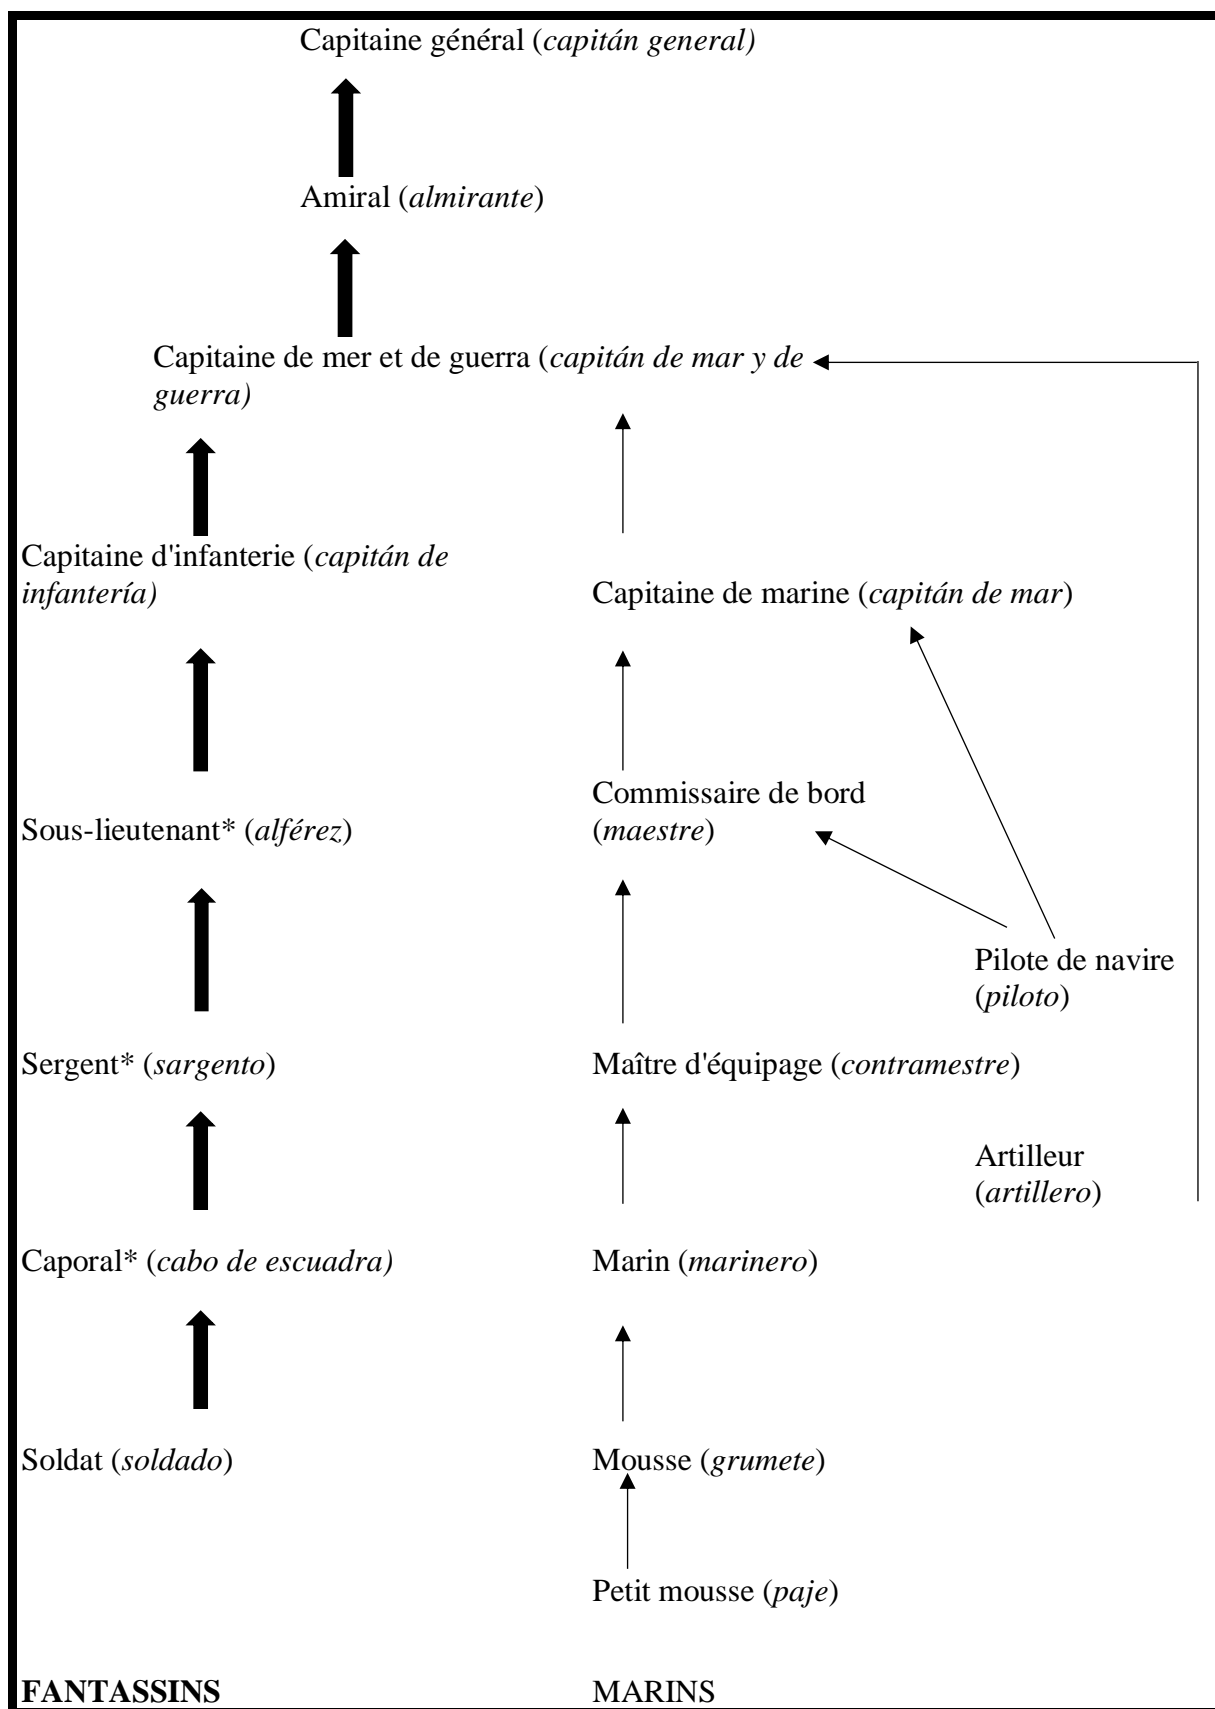 Capitaine général (capitán general)
Amiral (almirante)
Capitaine de mer et de guerra (capitán de mar y de
guerra)
Capitaine d'infanterie (capitán de
infantería)
Capitaine de marine (capitán de mar)
Commissaire de bord
(maestre)
Sous-lieutenant* (alférez)
Pilote de navire
(piloto)
Sergent* (sargento)
Maître d'équipage (contramestre)
Artilleur
(artillero)
Caporal* (cabo de escuadra)
Marin (marinero)
Soldat (soldado)
Mousse (grumete)
Petit mousse (paje)
FANTASSINS
MARINS